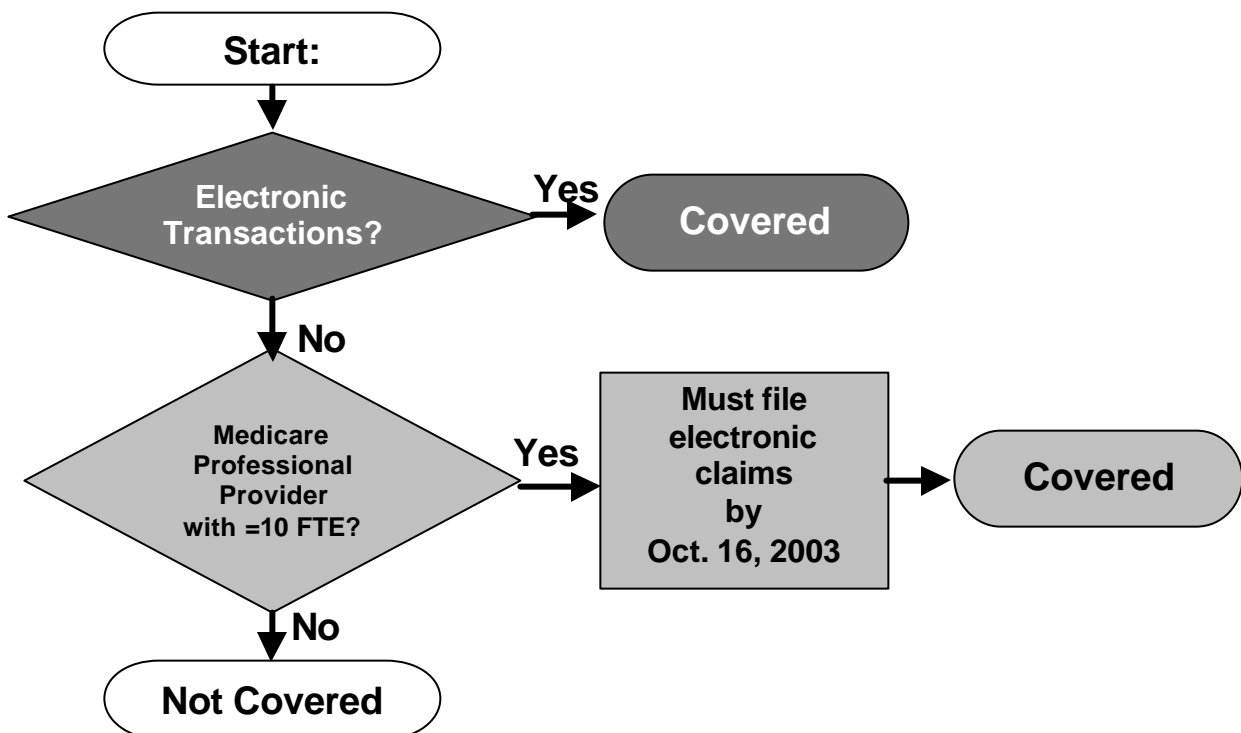 Start:
Electronic
Transactions?
Yes
Covered
No
Medicare
Professional
Provider
with =10 FTE?
Yes
Must file
electronic
claims
by
Oct. 16, 2003
Covered
No
Not Covered